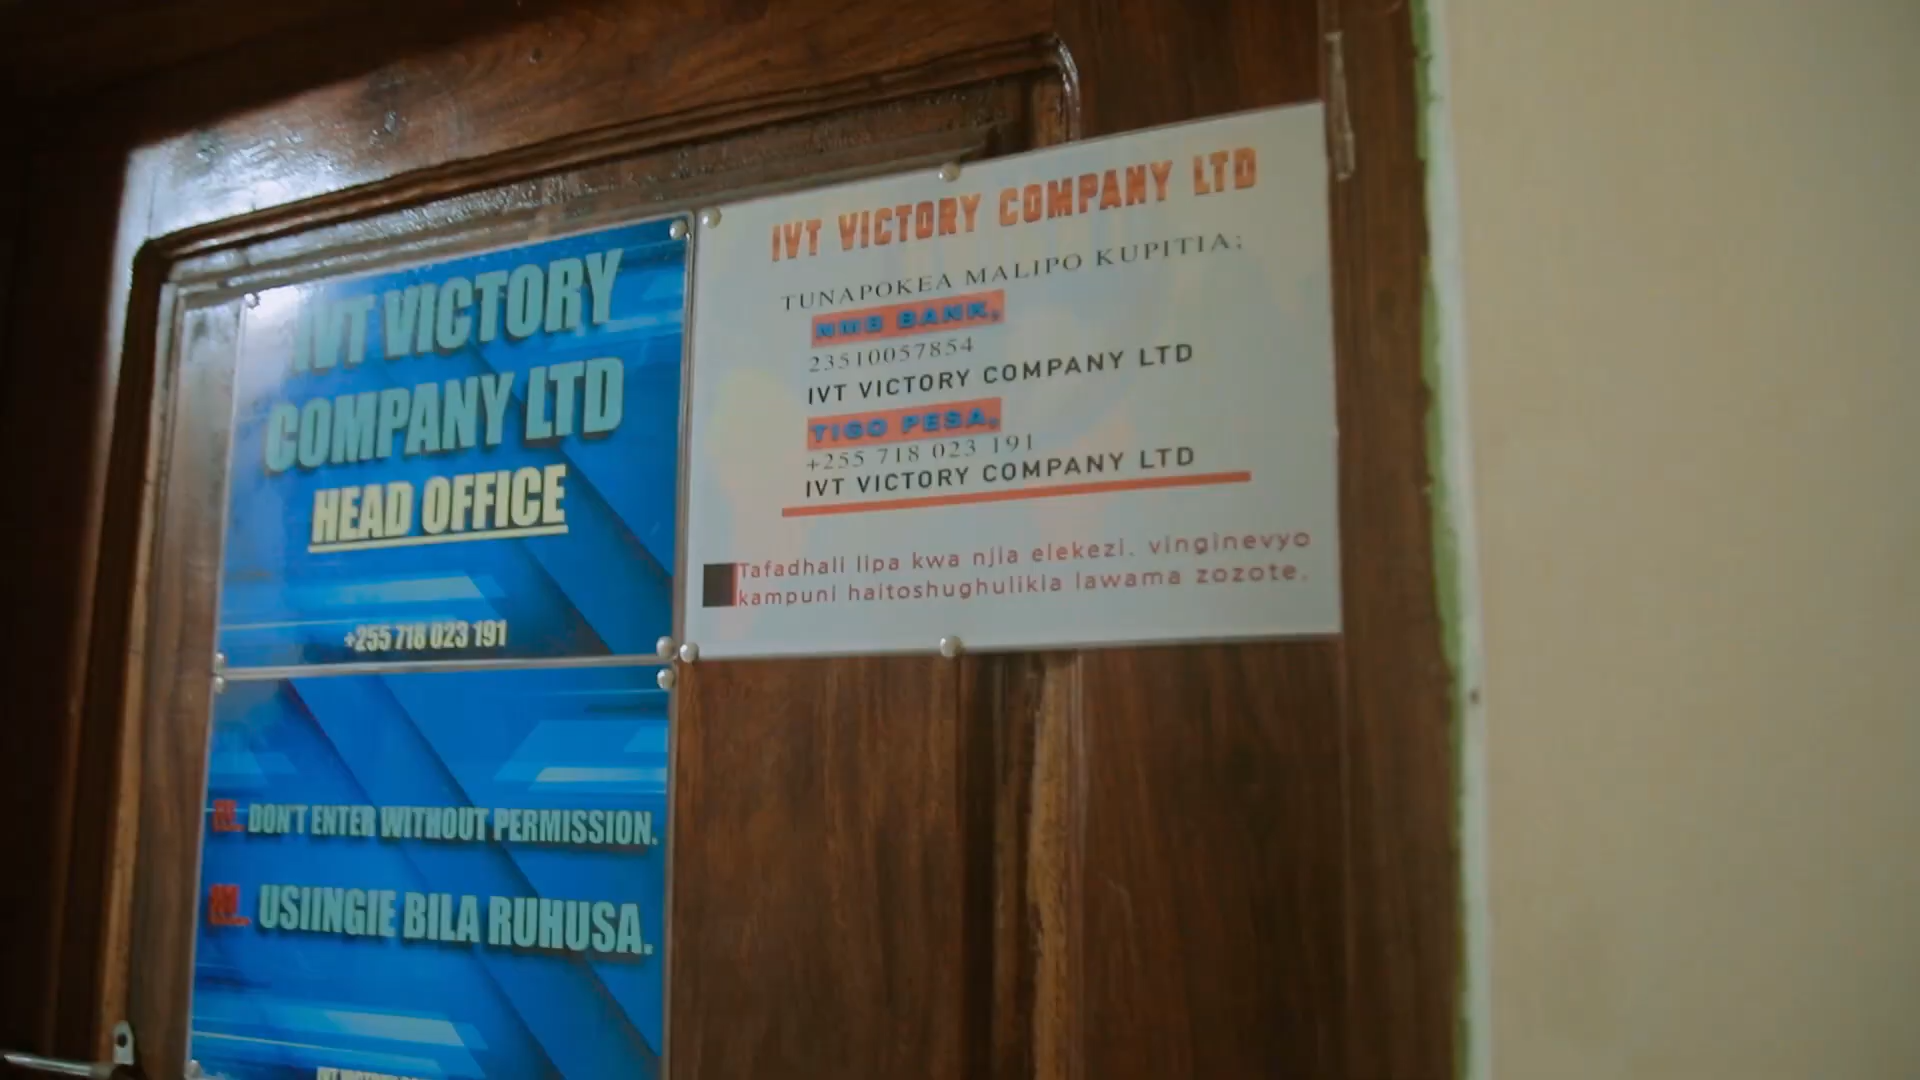 IVT VICTORY
COMPANY LTD
HEAD OFFICE
+255 718 023 191
DON'T ENTER WITHOUT PERMISSION.
USIINGIE BILA RUHUSA.
IVT VICTORY COMPANY LTD
TUNAPOKEA MALIPO KUPITIA;
NMB BANK,
23510057854
IVT VICTORY COMPANY LTD
TIGO PESA,
+255 718 023 191
IVT VICTORY COMPANY LTD
Tafadhali lipa kwa njia elekezi. vinginevyo
kampuni haitoshughulikia lawama zozote.